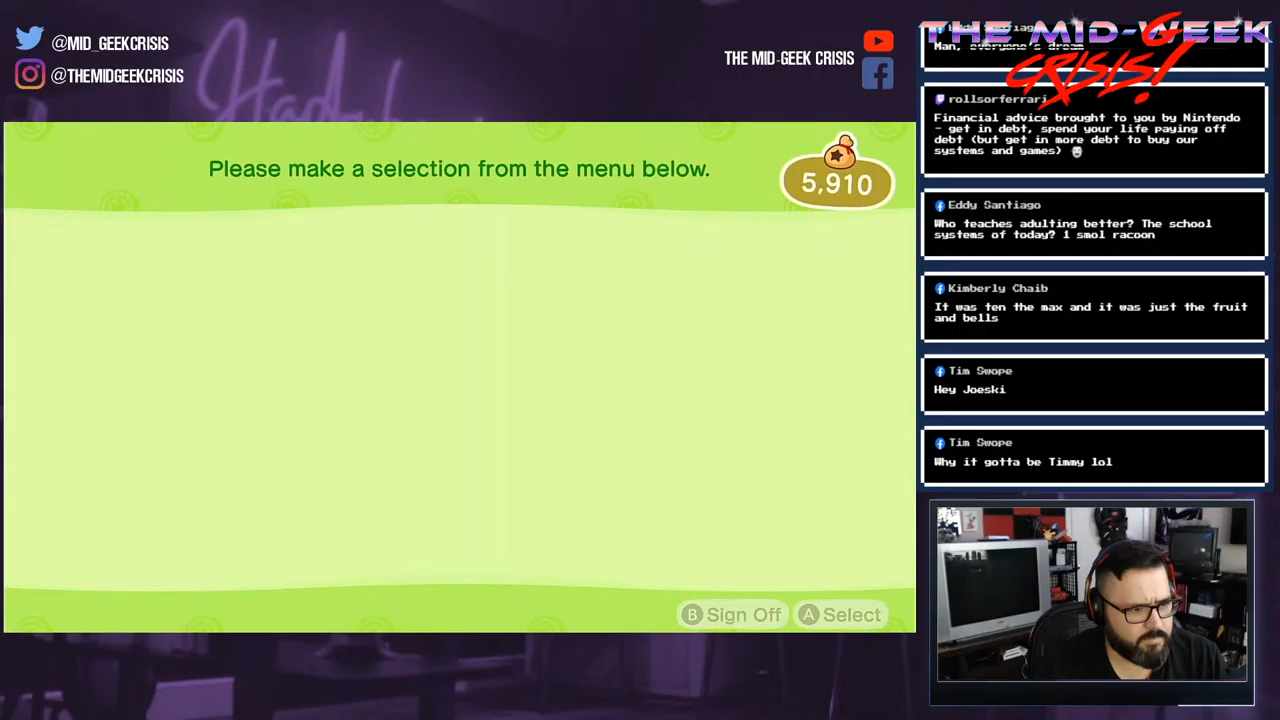 @MID_GEEKCRISIS
@THEMIDGEEKCRISIS
THE MID-GEEK CRISIS
THE MID-WEEK
G
CRISIS!
Please make a selection from the menu below.
5,910
B Sign Off A Select
Man, everyone's dream
rollsorferrari
Financial advice brought to you by Nintendo
- get in debt, spend your life paying off
debt (but get in more debt to buy our
systems and games)
Eddy Santiago
Who teaches adulting better? The school
systems of today? 1 smol racoon
Kimberly Chaib
It was ten the max and it was just the fruit
and bells
Tim Swope
Hey Joeski
Tim Swope
Why it gotta be Timmy lol